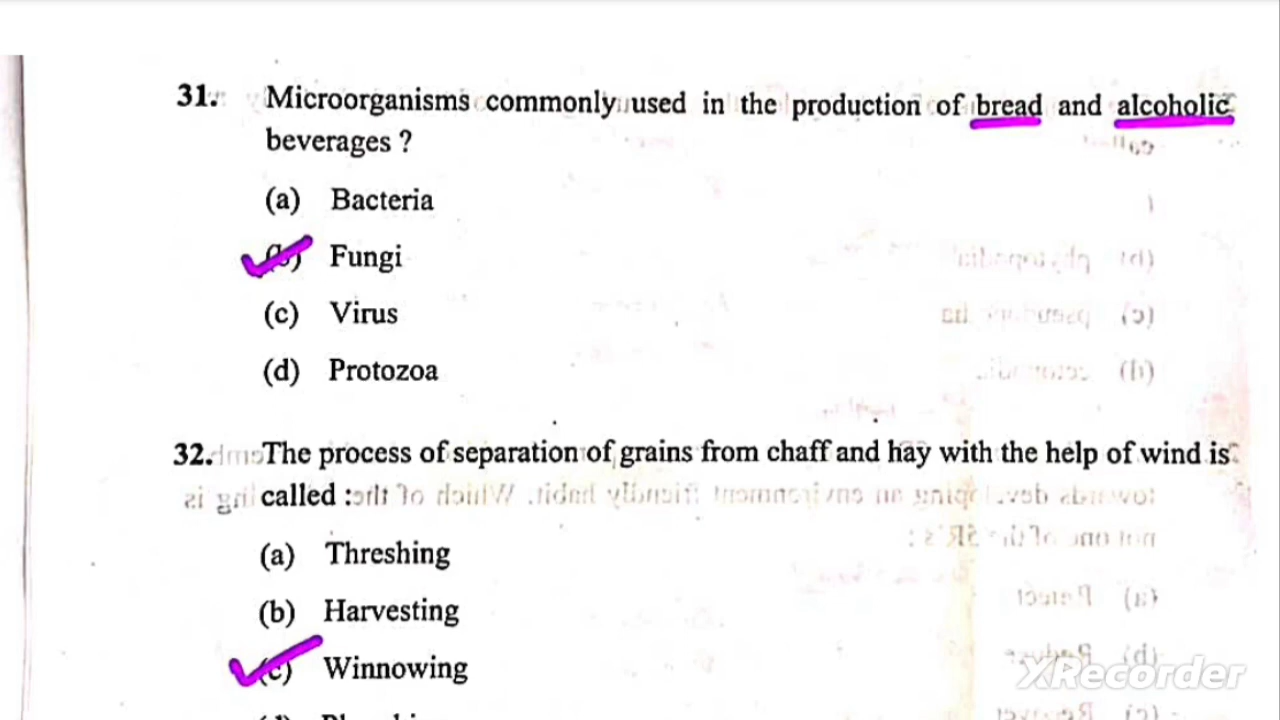 31. Microorganisms commonly used in the production of bread and alcoholic
beverages ?
(a) Bacteria
(b) Fungi
(c) Virus
(d) Protozoa
32. The process of separation of grains from chaff and hay with the help of wind is
called :
(a) Threshing
(b) Harvesting
(c) Winnowing
XRecorder